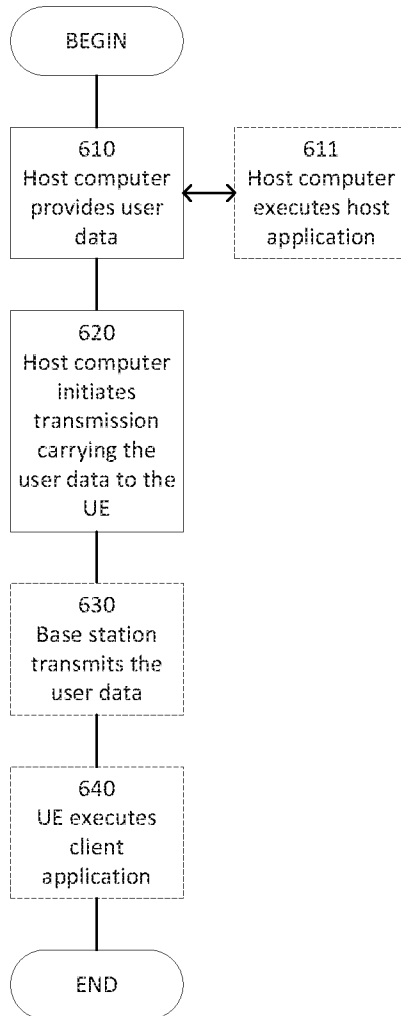 BEGIN
610
Host computer
provides user
data
611
Host computer
executes host
application
620
Host computer
initiates
transmission
carrying the
user data to the
UE
630
Base station
transmits the
user data
640
UE executes
client
application
END